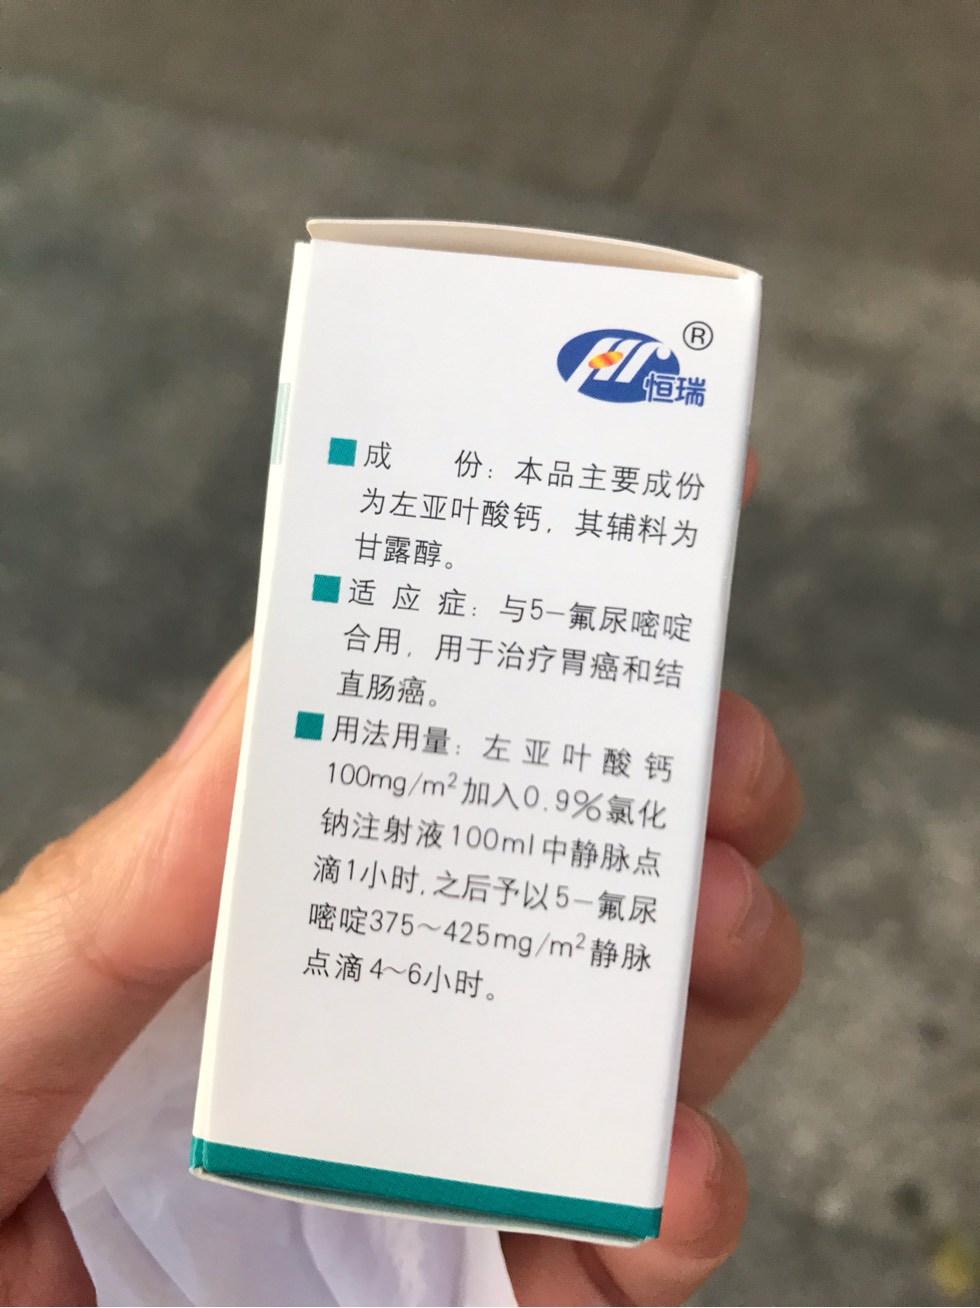 HR恒瑞®
■成　　份：本品主要成份
为左亚叶酸钙，其辅料为
甘露醇。
■适 应 症：与5-氟尿嘧啶
合用，用于治疗胃癌和结
直肠癌。
■用法用量：左亚叶酸钙
100mg/m²加入0.9%氯化
钠注射液100ml中静脉点
滴1小时,之后予以5-氟尿
嘧啶375~425mg/m²静脉
点滴4~6小时。